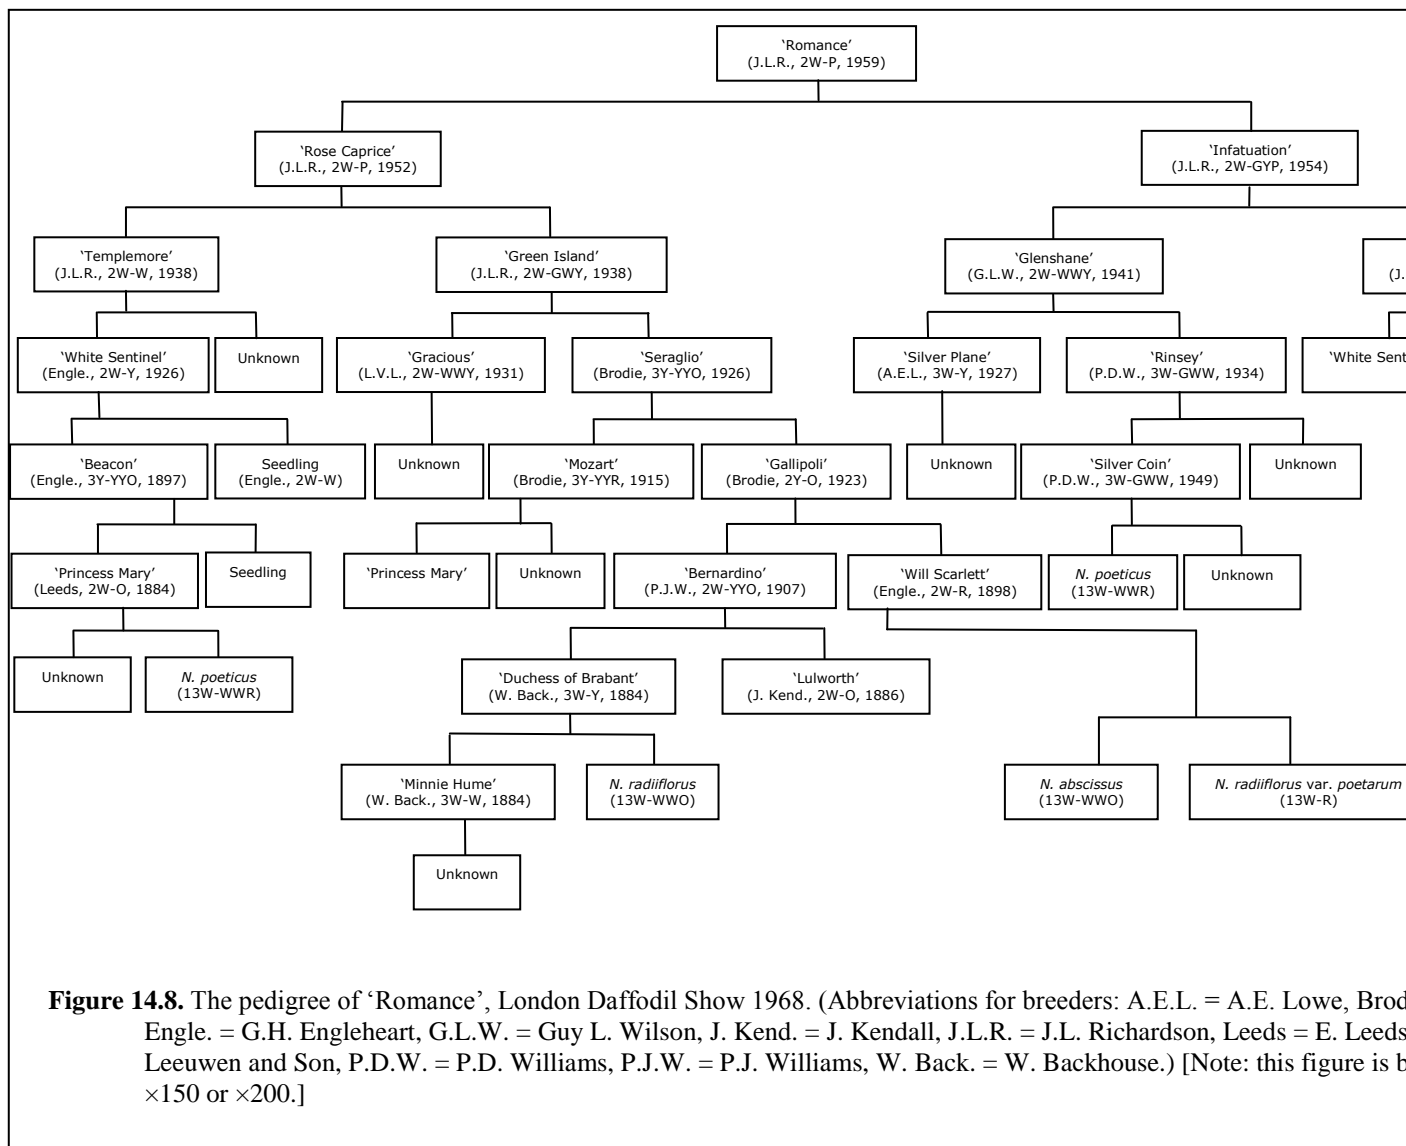 ‘Romance’
(J.L.R., 2W-P, 1959)
‘Rose Caprice’
(J.L.R., 2W-P, 1952)
‘Infatuation’
(J.L.R., 2W-GYP, 1954)
‘Templemore’
(J.L.R., 2W-W, 1938)
‘Green Island’
(J.L.R., 2W-GWY, 1938)
‘Glenshane’
(G.L.W., 2W-WWY, 1941)
(J.
‘White Sentinel’
(Engle., 2W-Y, 1926)
Unknown
‘Gracious’
(L.V.L., 2W-WWY, 1931)
‘Seraglio’
(Brodie, 3Y-YYO, 1926)
‘Silver Plane’
(A.E.L., 3W-Y, 1927)
‘Rinsey’
(P.D.W., 3W-GWW, 1934)
‘White Sent
‘Beacon’
(Engle., 3Y-YYO, 1897)
Seedling
(Engle., 2W-W)
Unknown
‘Mozart’
(Brodie, 3Y-YYR, 1915)
‘Gallipoli’
(Brodie, 2Y-O, 1923)
Unknown
‘Silver Coin’
(P.D.W., 3W-GWW, 1949)
Unknown
‘Princess Mary’
(Leeds, 2W-O, 1884)
Seedling
‘Princess Mary’
Unknown
‘Bernardino’
(P.J.W., 2W-YYO, 1907)
‘Will Scarlett’
(Engle., 2W-R, 1898)
N. poeticus
(13W-WWR)
Unknown
Unknown
N. poeticus
(13W-WWR)
‘Duchess of Brabant’
(W. Back., 3W-Y, 1884)
‘Lulworth’
(J. Kend., 2W-O, 1886)
‘Minnie Hume’
(W. Back., 3W-W, 1884)
N. radiiflorus
(13W-WWO)
N. abscissus
(13W-WWO)
N. radiiflorus var. poetarum
(13W-R)
Unknown
Figure 14.8. The pedigree of ‘Romance’, London Daffodil Show 1968. (Abbreviations for breeders: A.E.L. = A.E. Lowe, Brod
Engle. = G.H. Engleheart, G.L.W. = Guy L. Wilson, J. Kend. = J. Kendall, J.L.R. = J.L. Richardson, Leeds = E. Leeds
Leeuwen and Son, P.D.W. = P.D. Williams, P.J.W. = P.J. Williams, W. Back. = W. Backhouse.) [Note: this figure is b
×150 or ×200.]